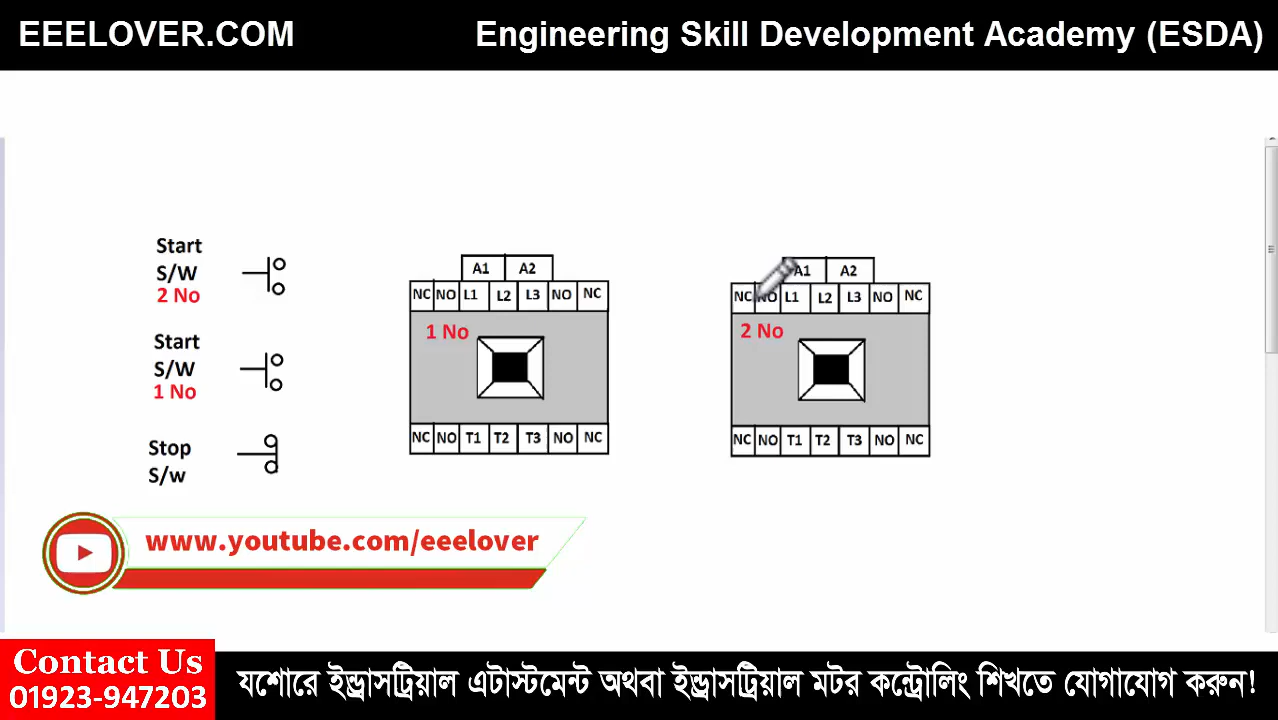 EEELOVER.COM
Engineering Skill Development Academy (ESDA)
Start
S/W
2 No
Start
S/W
1 No
Stop
S/w
A1 A2
NC NO L1 L2 L3 NO NC
1 No
NC NO T1 T2 T3 NO NC
A1 A2
NC NO L1 L2 L3 NO NC
2 No
NC NO T1 T2 T3 NO NC
www.youtube.com/eeelover
Contact Us
01923-947203
যশোরে ইন্ড্রাসট্রিয়াল এটাস্টমেন্ট অথবা ইন্ড্রাসট্রিয়াল মটর কন্ট্রোলিং শিখতে যোগাযোগ করুন!